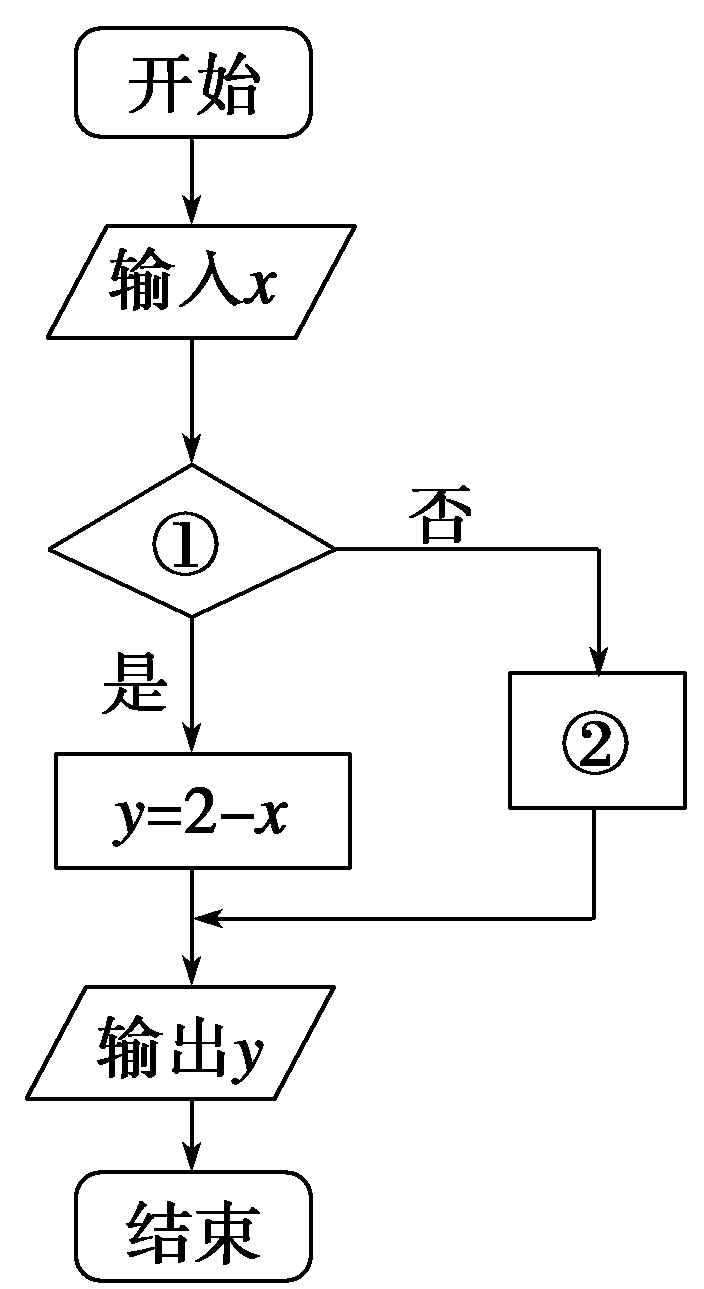 开始
输入x
①
否
是
②
y=2-x
输出y
结束